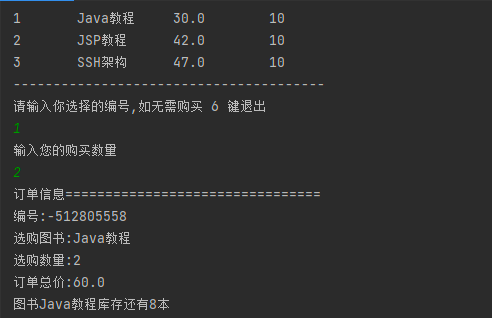 1 Java教程 30.0 10
2 JSP教程 42.0 10
3 SSH架构 47.0 10
---------------------------------------
请输入你选择的编号,如无需购买 6 键退出
1
输入您的购买数量
2
订单信息================================
编号:-512805558
选购图书:Java教程
选购数量:2
订单总价:60.0
图书Java教程库存还有8本